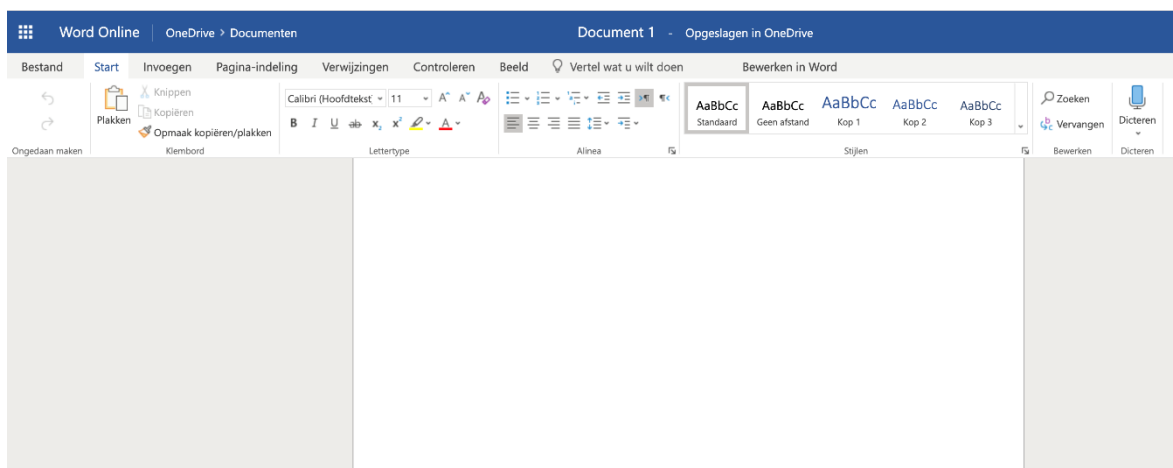 Word Online OneDrive > Documenten Document 1 - Opgeslagen in OneDrive
Bestand Start Invoegen Pagina-indeling Verwijzingen Controleren Beeld Vertel wat u wilt doen Bewerken in Word
Plakken
Knippen
Kopiëren
Opmaak kopiëren/plakken
Calibri (Hoofdtekst 11
B I U ab x₂ x²
AaBbCc AaBbCc AaBbCc AaBbCc AaBbCc
Standaard Geen afstand Kop 1 Kop 2 Kop 3
Zoeken
Vervangen
Dicteren
Ongedaan maken Klembord Lettertype Alinea Stijlen Bewerken Dicteren